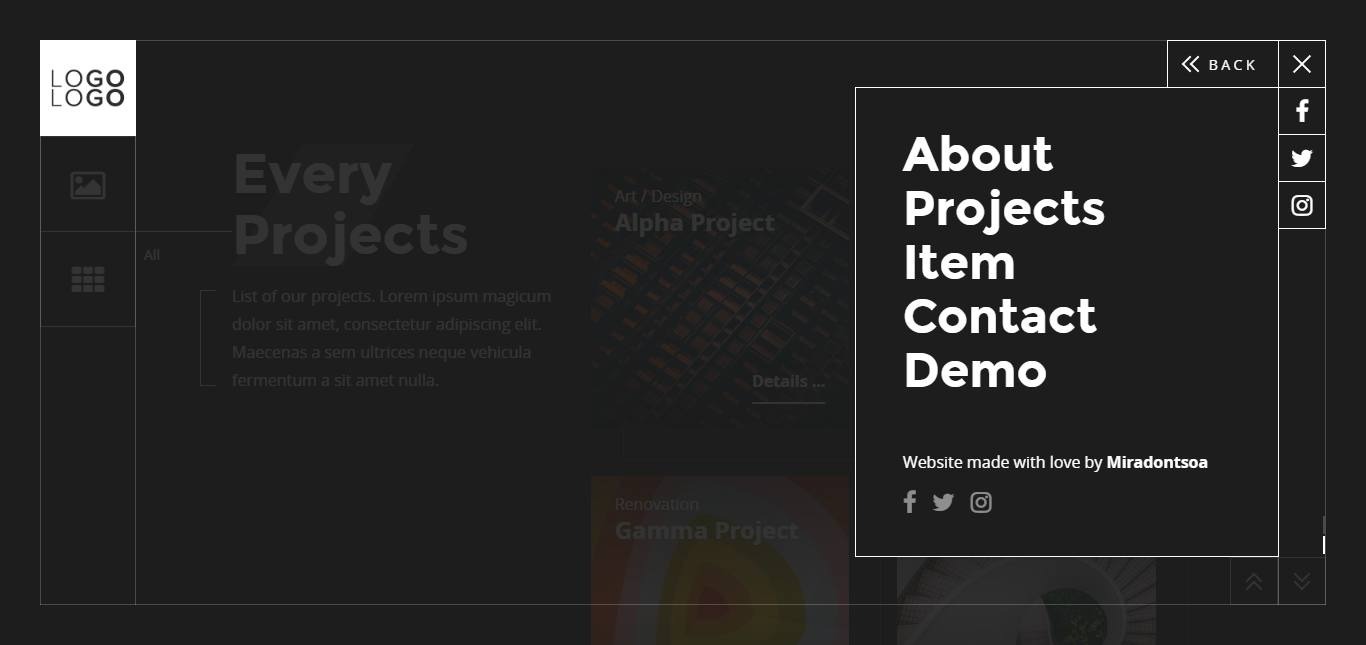 LOGO
LOGO
BACK
Every
Projects
All
List of our projects. Lorem ipsum magicum
dolor sit amet, consectetur adipiscing elit.
Maecenas a sem ultrices neque vehicula
fermentum a sit amet nulla.
Art / Design
Alpha Project
Details ...
Renovation
Gamma Project
About
Projects
Item
Contact
Demo
Website made with love by Miradontsoa